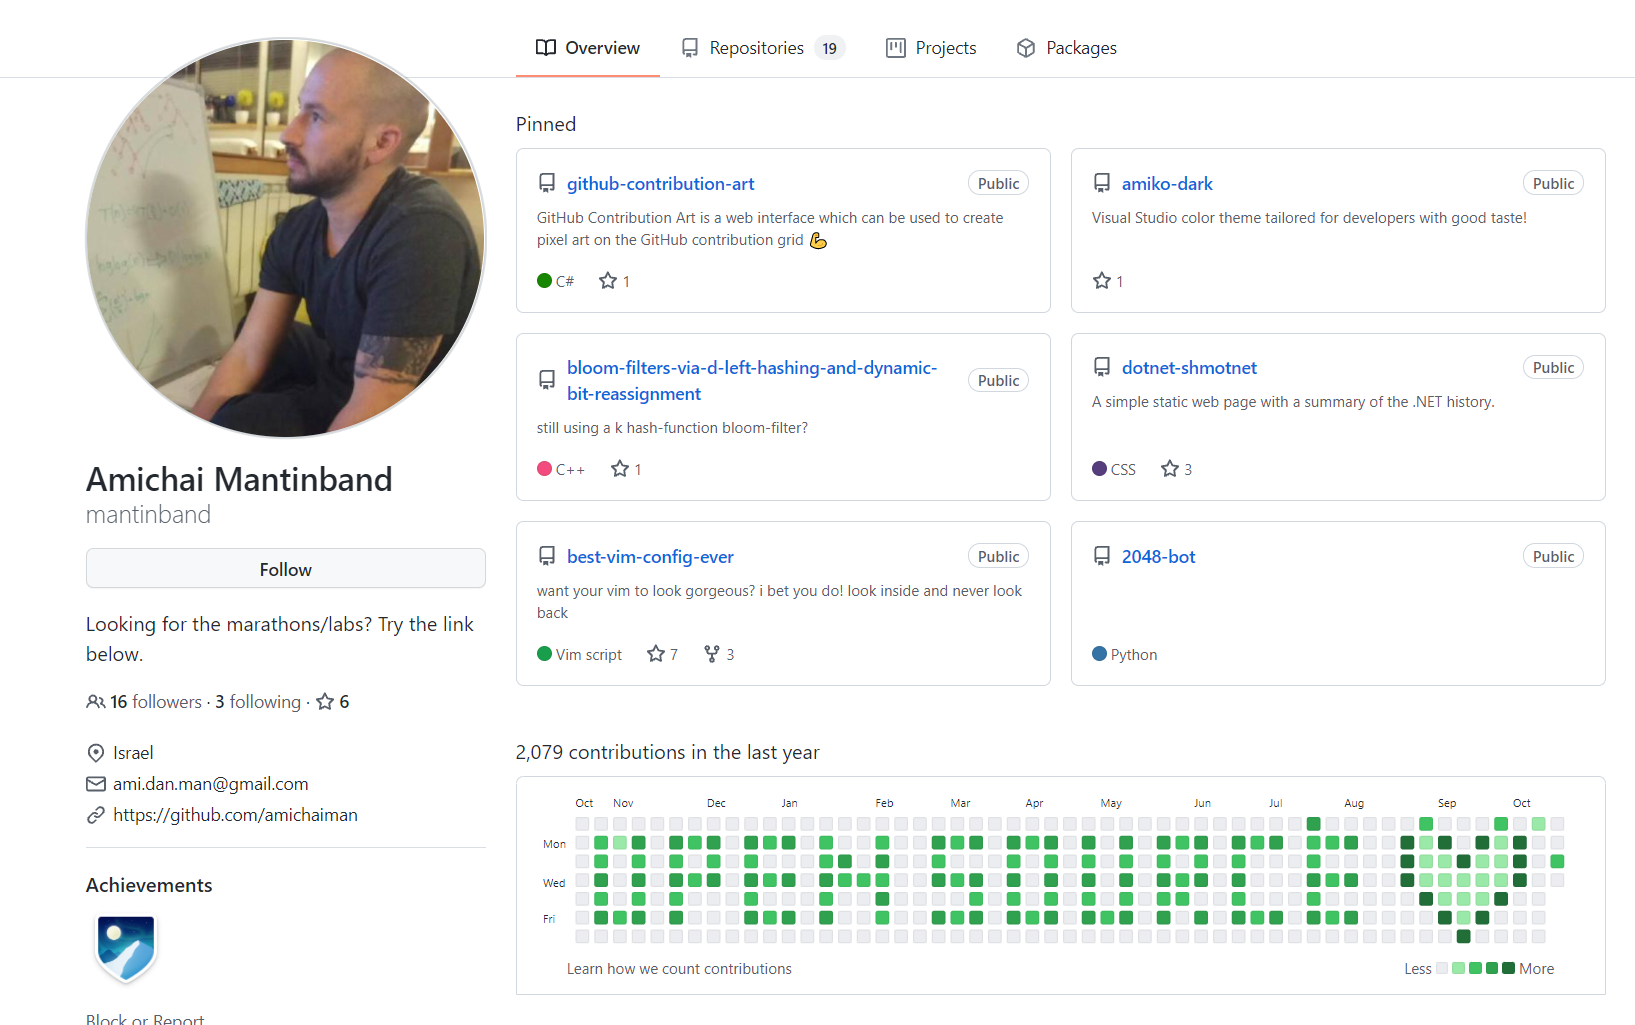 Overview
Repositories 19
Projects
Packages
Amichai Mantinband
mantinband
Follow
Looking for the marathons/labs? Try the link
below.
16 followers · 3 following · 6
Israel
ami.dan.man@gmail.com
https://github.com/amichaiman
Achievements
Block or Report
Pinned
github-contribution-art
Public
GitHub Contribution Art is a web interface which can be used to create
pixel art on the GitHub contribution grid 💪
C# 1
amiko-dark
Public
Visual Studio color theme tailored for developers with good taste!
1
bloom-filters-via-d-left-hashing-and-dynamic-
bit-reassignment
Public
still using a k hash-function bloom-filter?
C++ 1
dotnet-shmotnet
Public
A simple static web page with a summary of the .NET history.
CSS 3
best-vim-config-ever
Public
want your vim to look gorgeous? i bet you do! look inside and never look
back
Vim script 7 3
2048-bot
Public
Python
2,079 contributions in the last year
Oct Nov Dec Jan Feb Mar Apr May Jun Jul Aug Sep Oct
Mon
Wed
Fri
Learn how we count contributions
Less More